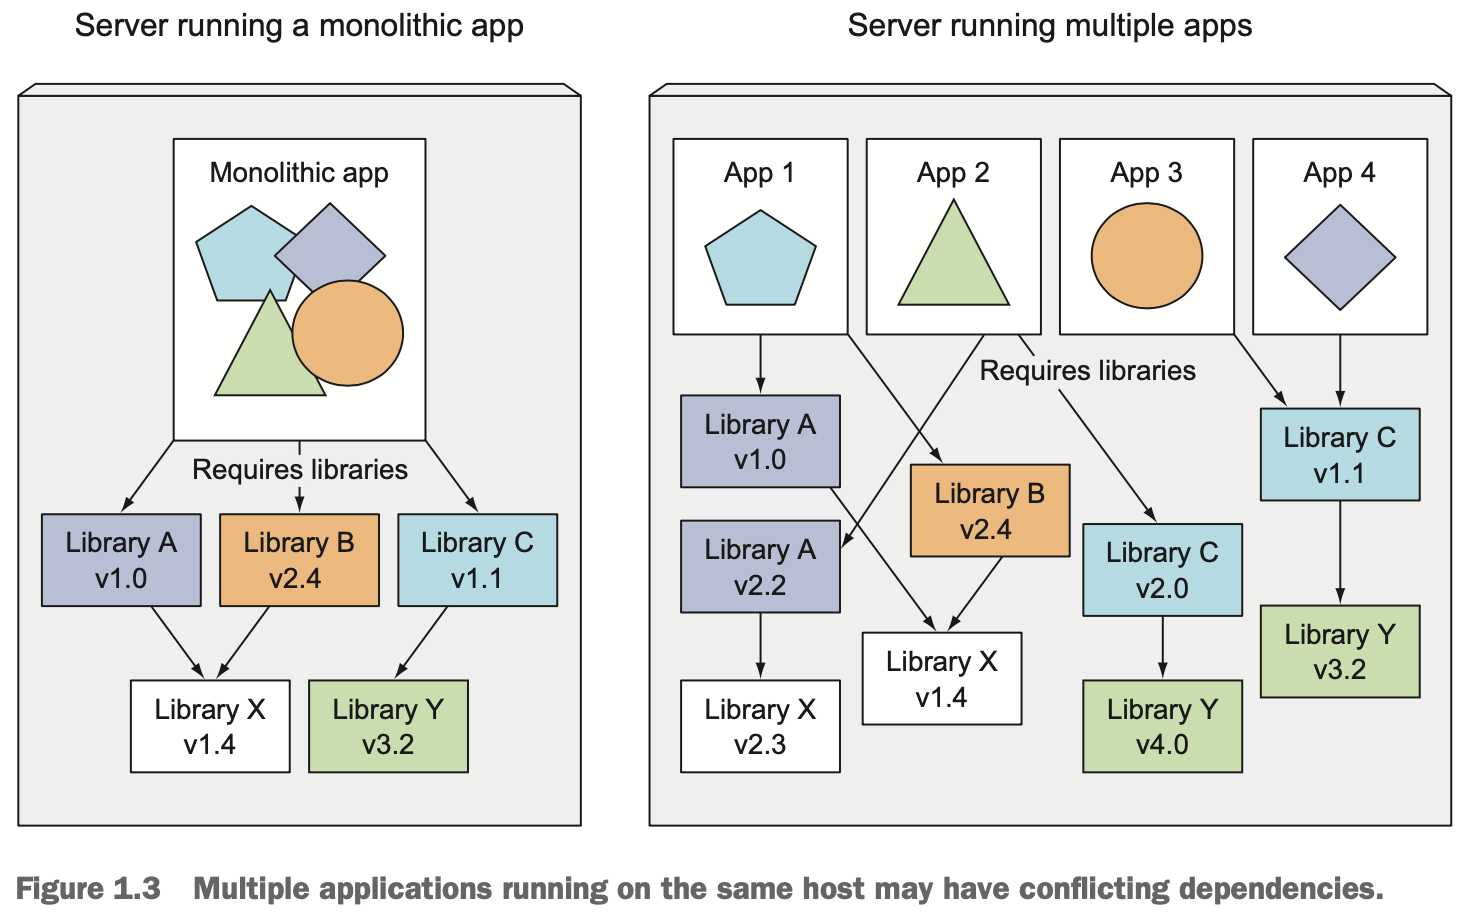 Server running a monolithic app
Monolithic app
Requires libraries
Library A
v1.0
Library B
v2.4
Library C
v1.1
Library X
v1.4
Library Y
v3.2
Server running multiple apps
App 1
App 2
App 3
App 4
Requires libraries
Library A
v1.0
Library B
v2.4
Library C
v1.1
Library A
v2.2
Library C
v2.0
Library X
v1.4
Library Y
v3.2
Library X
v2.3
Library Y
v4.0
Figure 1.3 Multiple applications running on the same host may have conflicting dependencies.